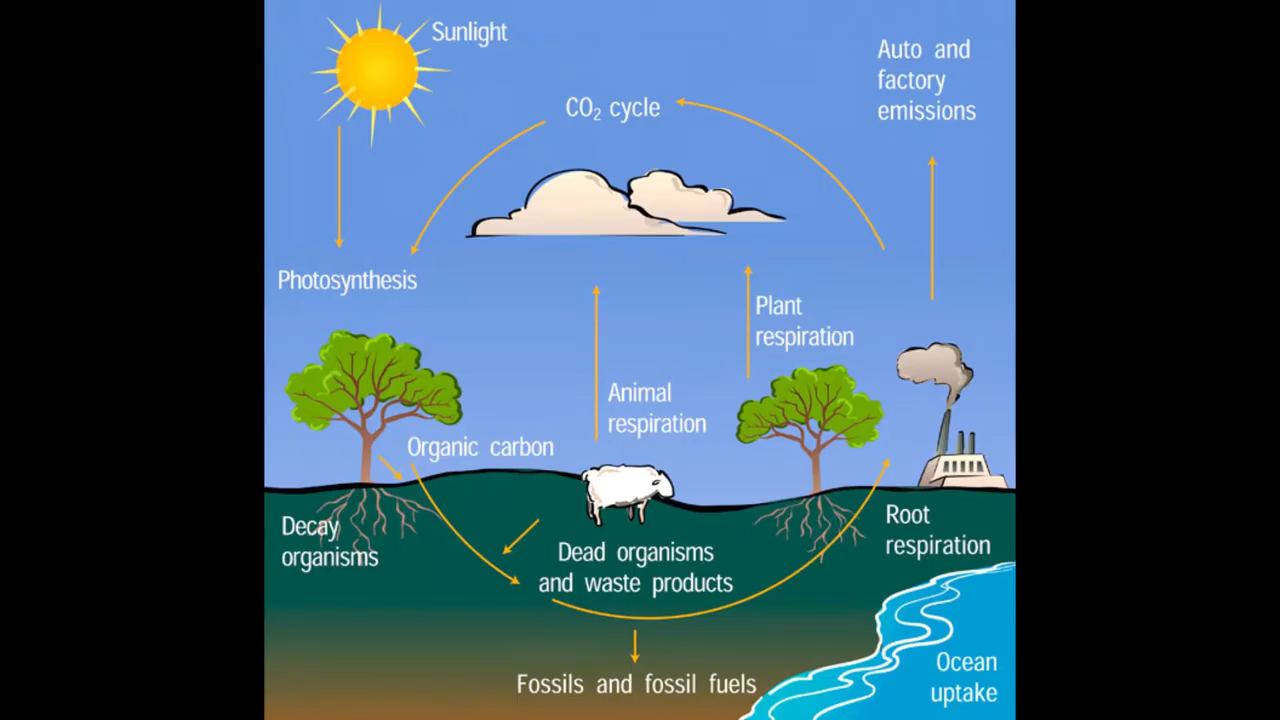 Sunlight
Auto and
factory
emissions
CO₂ cycle
Photosynthesis
Plant
respiration
Animal
respiration
Organic carbon
Decay
organisms
Root
respiration
Dead organisms
and waste products
Fossils and fossil fuels
Ocean
uptake